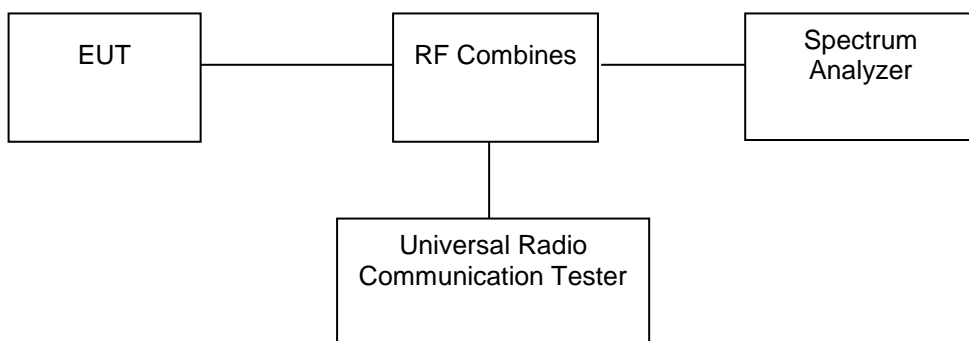 EUT
RF Combines
Spectrum
Analyzer
Universal Radio
Communication Tester